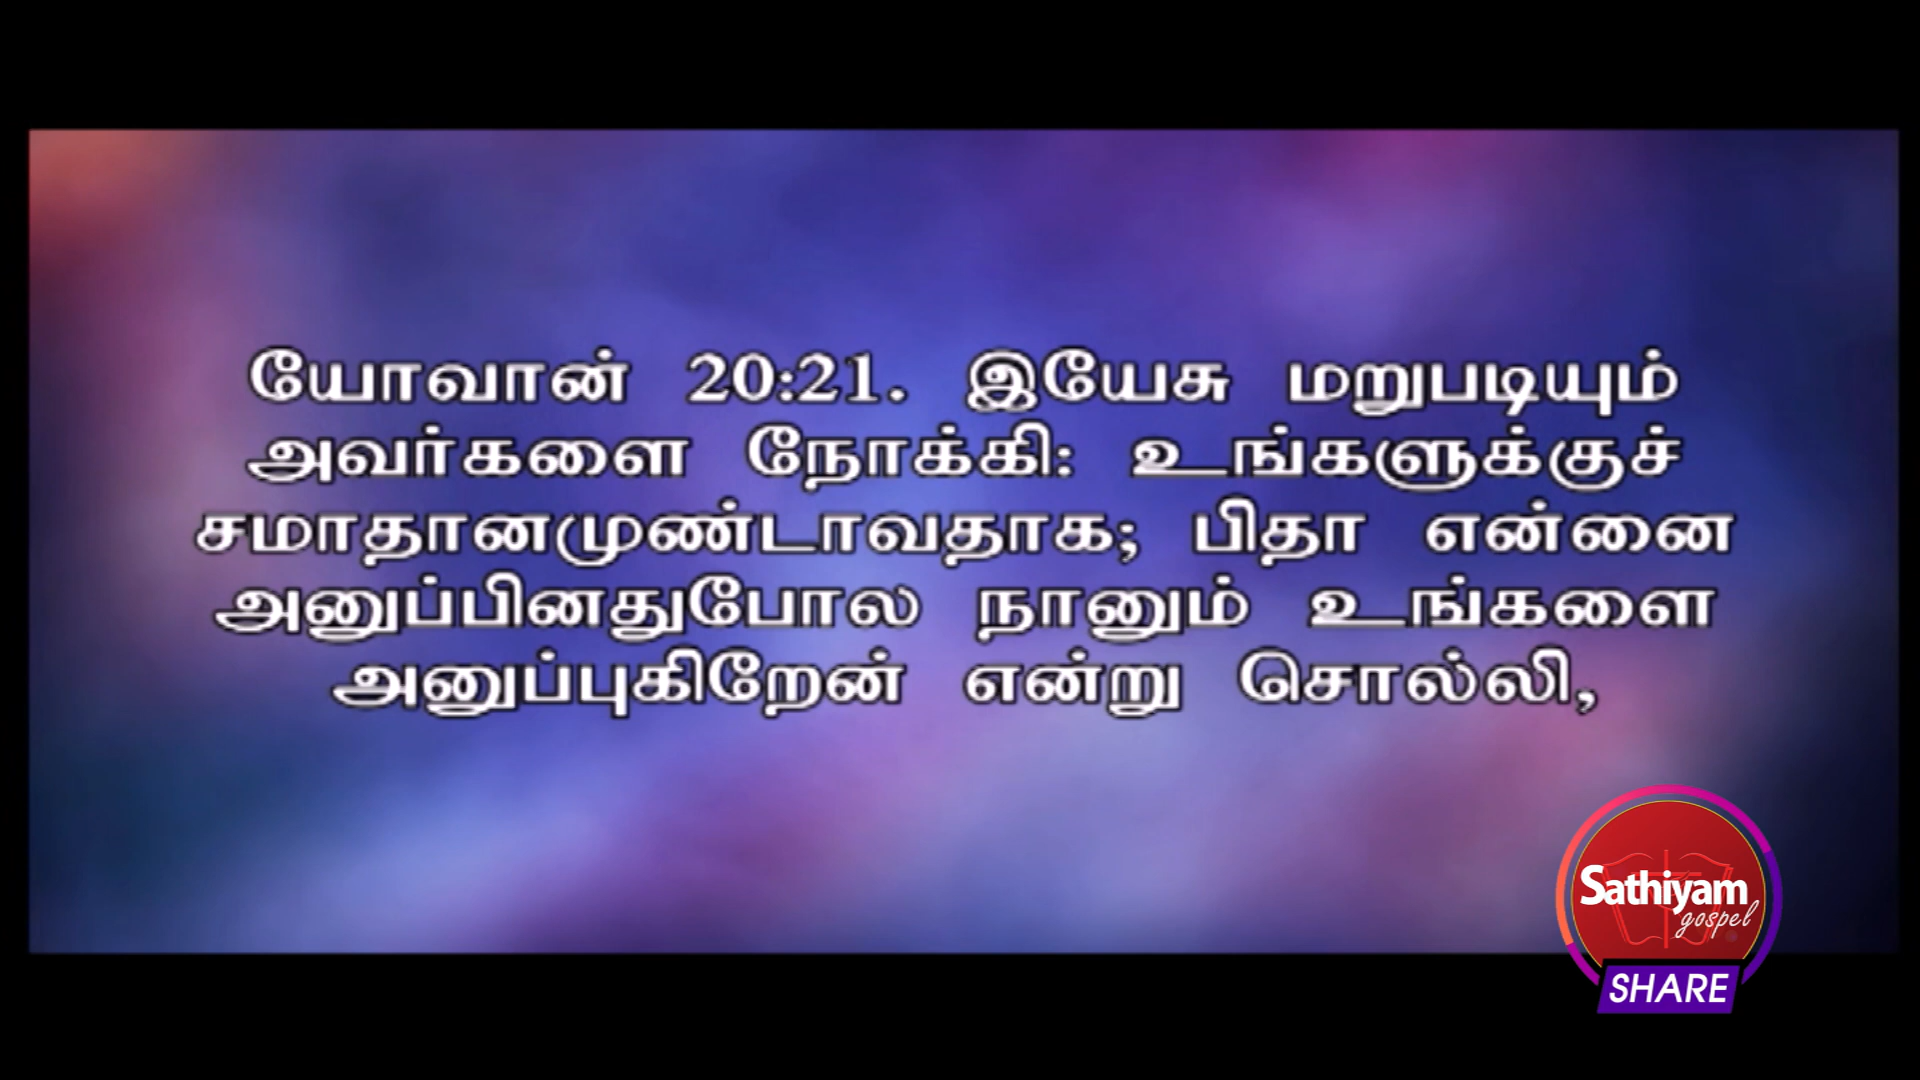 யோவான் 20:21. இயேசு மறுபடியும்
அவர்களை நோக்கி: உங்களுக்குச்
சமாதானமுண்டாவதாக; பிதா என்னை
அனுப்பினதுபோல நானும் உங்களை
அனுப்புகிறேன் என்று சொல்லி,
Sathiyam
gospel
SHARE